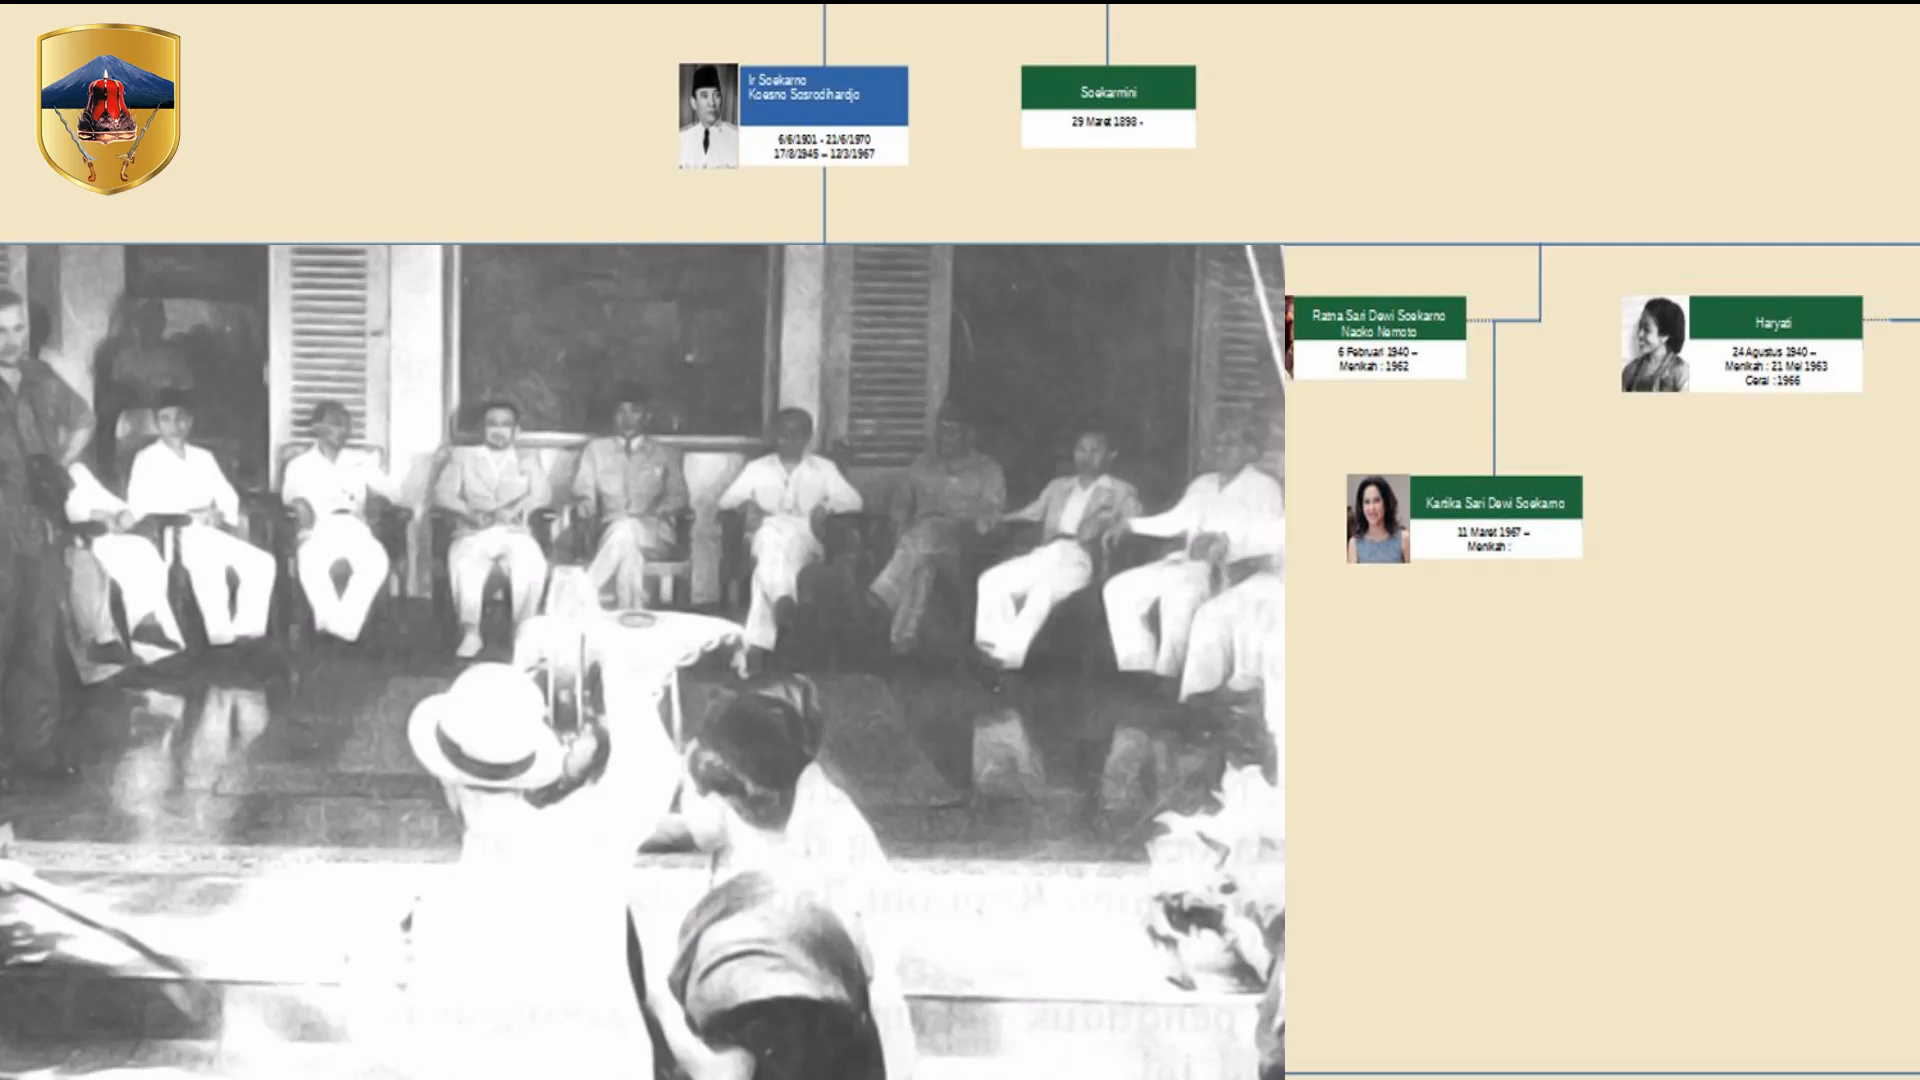 Ir Soekarno
Koesno Sosrodihardjo
6/6/1901 - 21/6/1970
17/8/1945 – 12/3/1967
Soekarmini
29 Maret 1898 -
Ratna Sari Dewi Soekarno
Naoko Nemoto
6 Februari 1940 –
Menikah : 1962
Haryati
24 Agustus 1940 –
Menikah : 21 Mei 1963
Cerai : 1966
Kartika Sari Dewi Soekarno
11 Maret 1967 –
Menikah :